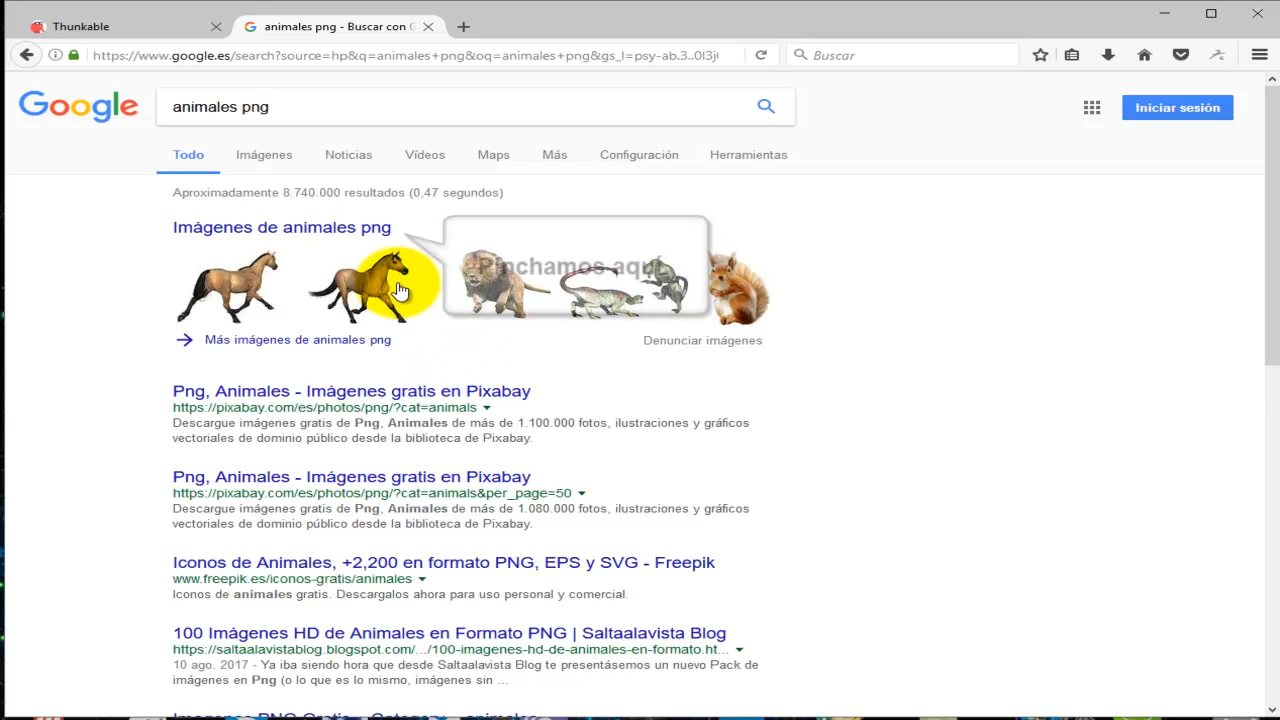 Thunkable
animales png - Buscar con G
https://www.google.es/search?source=hp&q=animales+png&oq=animales+png&gs_l=psy-ab.3..0l3j
Buscar
Google
animales png
Iniciar sesión
Todo
Imágenes
Noticias
Vídeos
Maps
Más
Configuración
Herramientas
Aproximadamente 8.740.000 resultados (0,47 segundos)
Imágenes de animales png
Pinchamos aquí
Más imágenes de animales png
Denunciar imágenes
Png, Animales - Imágenes gratis en Pixabay
https://pixabay.com/es/photos/png/?cat=animals
Descargue imágenes gratis de Png, Animales de más de 1.100.000 fotos, ilustraciones y gráficos
vectoriales de dominio público desde la biblioteca de Pixabay.
Png, Animales - Imágenes gratis en Pixabay
https://pixabay.com/es/photos/png/?cat=animals&per_page=50
Descargue imágenes gratis de Png, Animales de más de 1.080.000 fotos, ilustraciones y gráficos
vectoriales de dominio público desde la biblioteca de Pixabay.
Iconos de Animales, +2,200 en formato PNG, EPS y SVG - Freepik
www.freepik.es/iconos-gratis/animales
Iconos de animales gratis. Descargalos ahora para uso personal y comercial.
100 Imágenes HD de Animales en Formato PNG | Saltaalavista Blog
https://saltaalavistablog.blogspot.com/.../100-imagenes-hd-de-animales-en-formato.ht...
10 ago. 2017 - Ya iba siendo hora que desde Saltaalavista Blog te presentásemos un nuevo Pack de
imágenes en Png (o lo que es lo mismo, imágenes sin ...